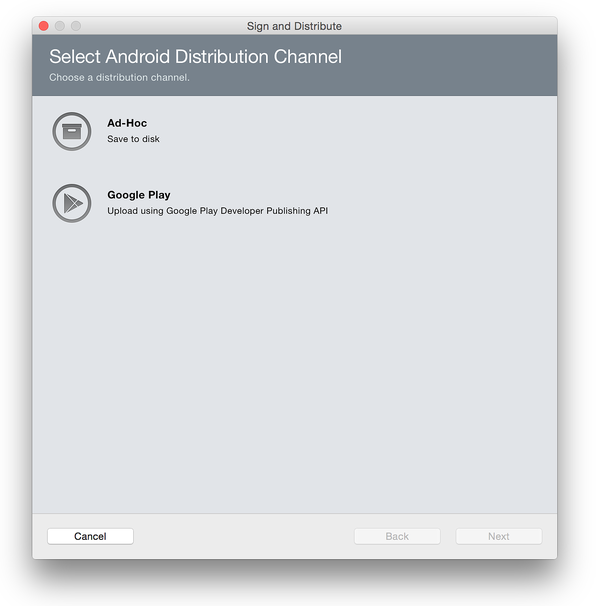 Sign and Distribute
Select Android Distribution Channel
Choose a distribution channel.
Ad-Hoc
Save to disk
Google Play
Upload using Google Play Developer Publishing API
Cancel
Back
Next